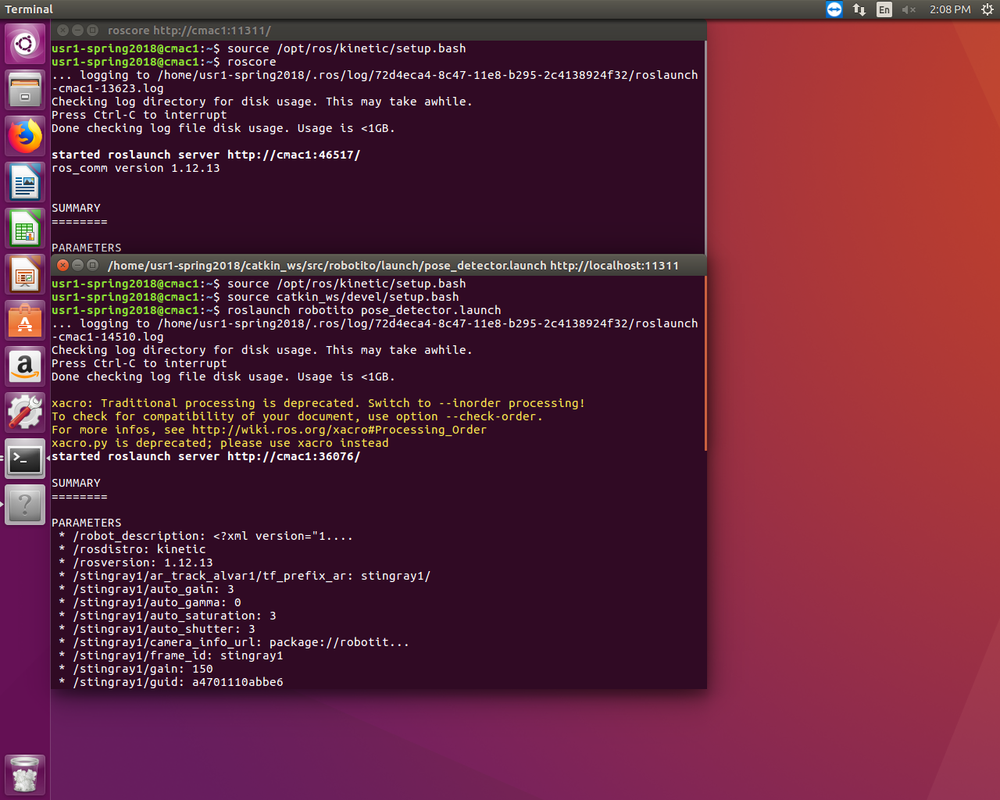 Terminal
En
2:08 PM
roscore http://cmac1:11311/
usr1-spring2018@cmac1:~$ source /opt/ros/kinetic/setup.bash
usr1-spring2018@cmac1:~$ roscore
... logging to /home/usr1-spring2018/.ros/log/72d4eca4-8c47-11e8-b295-2c4138924f32/roslaunch
-cmac1-13623.log
Checking log directory for disk usage. This may take awhile.
Press Ctrl-C to interrupt
Done checking log file disk usage. Usage is <1GB.
started roslaunch server http://cmac1:46517/
ros_comm version 1.12.13
SUMMARY
========
PARAMETERS
/home/usr1-spring2018/catkin_ws/src/robotito/launch/pose_detector.launch http://localhost:11311
usr1-spring2018@cmac1:~$ source /opt/ros/kinetic/setup.bash
usr1-spring2018@cmac1:~$ source catkin_ws/devel/setup.bash
usr1-spring2018@cmac1:~$ roslaunch robotito pose_detector.launch
... logging to /home/usr1-spring2018/.ros/log/72d4eca4-8c47-11e8-b295-2c4138924f32/roslaunch
-cmac1-14510.log
Checking log directory for disk usage. This may take awhile.
Press Ctrl-C to interrupt
Done checking log file disk usage. Usage is <1GB.
xacro: Traditional processing is deprecated. Switch to --inorder processing!
To check for compatibility of your document, use option --check-order.
For more infos, see http://wiki.ros.org/xacro#Processing_Order
xacro.py is deprecated; please use xacro instead
started roslaunch server http://cmac1:36076/
SUMMARY
========
PARAMETERS
 * /robot_description: <?xml version="1....
 * /rosdistro: kinetic
 * /rosversion: 1.12.13
 * /stingray1/ar_track_alvar1/tf_prefix_ar: stingray1/
 * /stingray1/auto_gain: 3
 * /stingray1/auto_gamma: 0
 * /stingray1/auto_saturation: 3
 * /stingray1/auto_shutter: 3
 * /stingray1/camera_info_url: package://robotit...
 * /stingray1/frame_id: stingray1
 * /stingray1/gain: 150
 * /stingray1/guid: a4701110abbe6